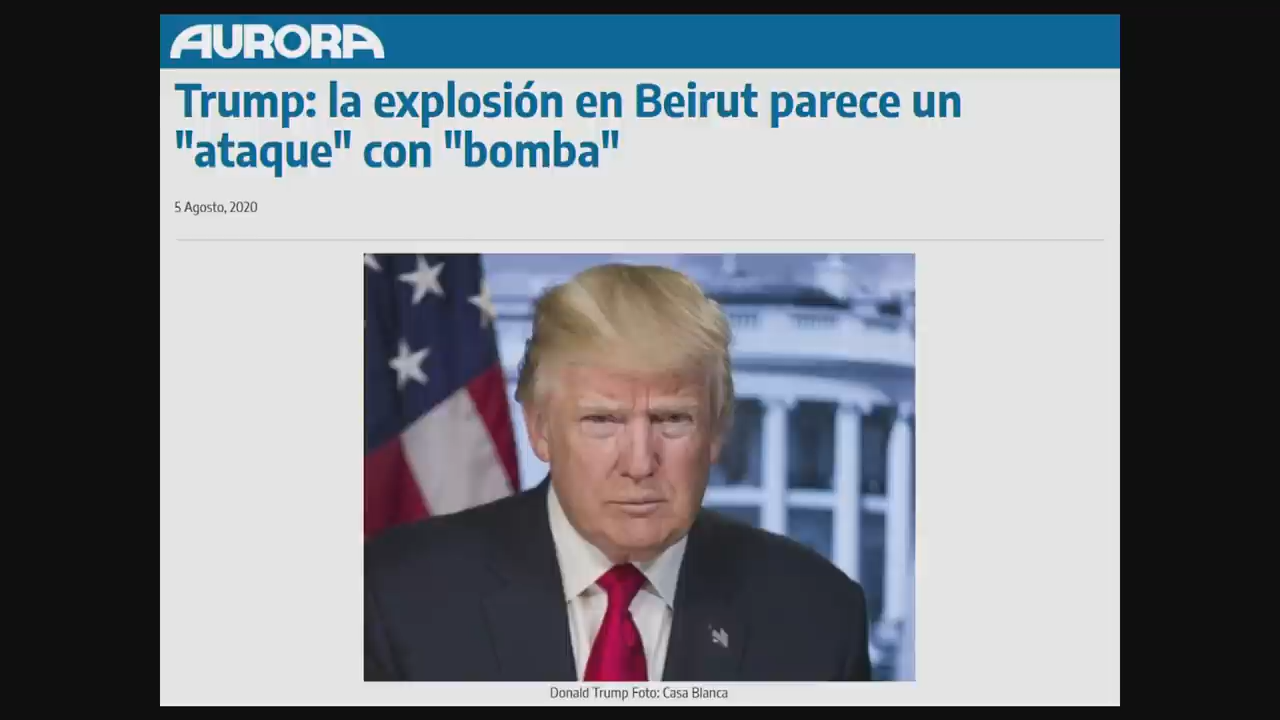 AURORA
Trump: la explosión en Beirut parece un
"ataque" con "bomba"
5 Agosto, 2020
Donald Trump Foto: Casa Blanca